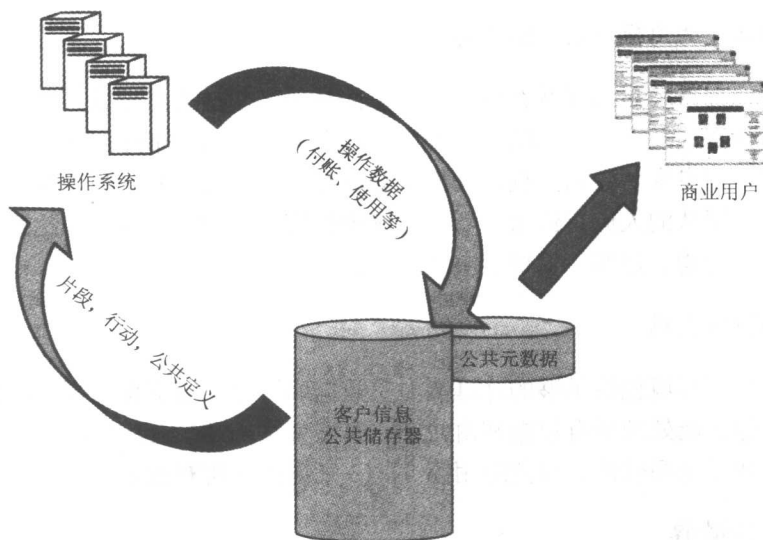 操作系统
操作数据
（付账、使用等）
商业用户
片段，行动，公共定义
公共元数据
客户信息
公共储存器